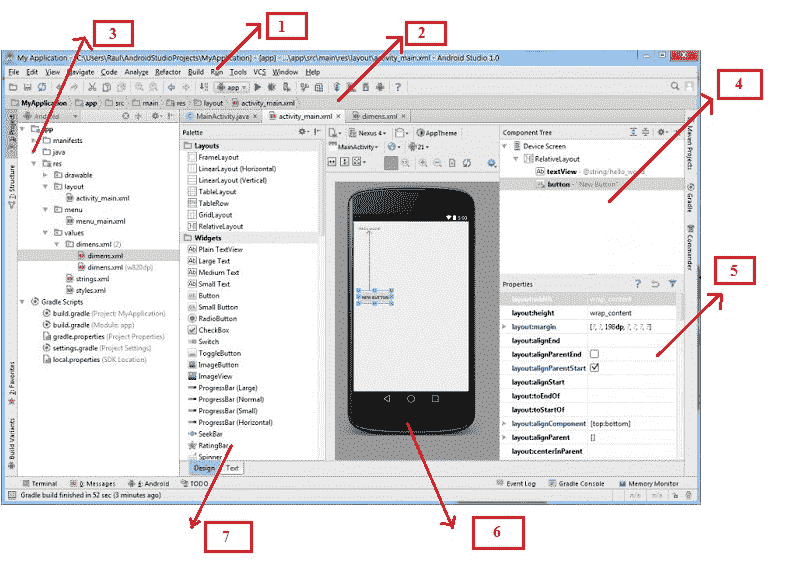 1
2
3
4
My Application - [C:\Users\Raul\AndroidStudioProjects\MyApplication] - [app] - ...\app\src\main\res\layout\activity_main.xml - Android Studio 1.0
File Edit View Navigate Code Analyze Refactor Build Run Tools VCS Window Help
app
MyApplication app src main res layout activity_main.xml
Android
MainActivity.java activity_main.xml dimens.xml
1: Project
2: Structure
2: Favorites
Build Variants
app
manifests
java
res
drawable
layout
activity_main.xml
menu
menu_main.xml
values
dimens.xml (2)
dimens.xml
dimens.xml (w820dp)
strings.xml
styles.xml
Gradle Scripts
build.gradle (Project: MyApplication)
build.gradle (Module: app)
gradle.properties (Project Properties)
settings.gradle (Project Settings)
local.properties (SDK Location)
Palette
Layouts
FrameLayout
LinearLayout (Horizontal)
LinearLayout (Vertical)
TableLayout
TableRow
GridLayout
RelativeLayout
Widgets
Plain TextView
Large Text
Medium Text
Small Text
Button
Small Button
RadioButton
CheckBox
Switch
ToggleButton
ImageButton
ImageView
ProgressBar (Large)
ProgressBar (Normal)
ProgressBar (Small)
ProgressBar (Horizontal)
SeekBar
RatingBar
Spinner
Design Text
Nexus 4 AppTheme
MainActivity 21
5:00
NEW BUTTON
Component Tree
Device Screen
RelativeLayout
textView - @string/hello_world
button - "New Button"
Maven Projects
Gradle
Commander
Properties
layout:width wrap_content
layout:height wrap_content
layout:margin [?, ?, 198dp, ?, ?, ?, ?]
layout:alignEnd
layout:alignParentEnd
layout:alignParentStart
layout:alignStart
layout:toEndOf
layout:toStartOf
layout:alignComponent [top:bottom]
layout:alignParent []
layout:centerInParent
5
Terminal 0: Messages 6: Android TODO Event Log Gradle Console Memory Monitor
Gradle build finished in 52 sec (3 minutes ago) n/a n/a
7
6